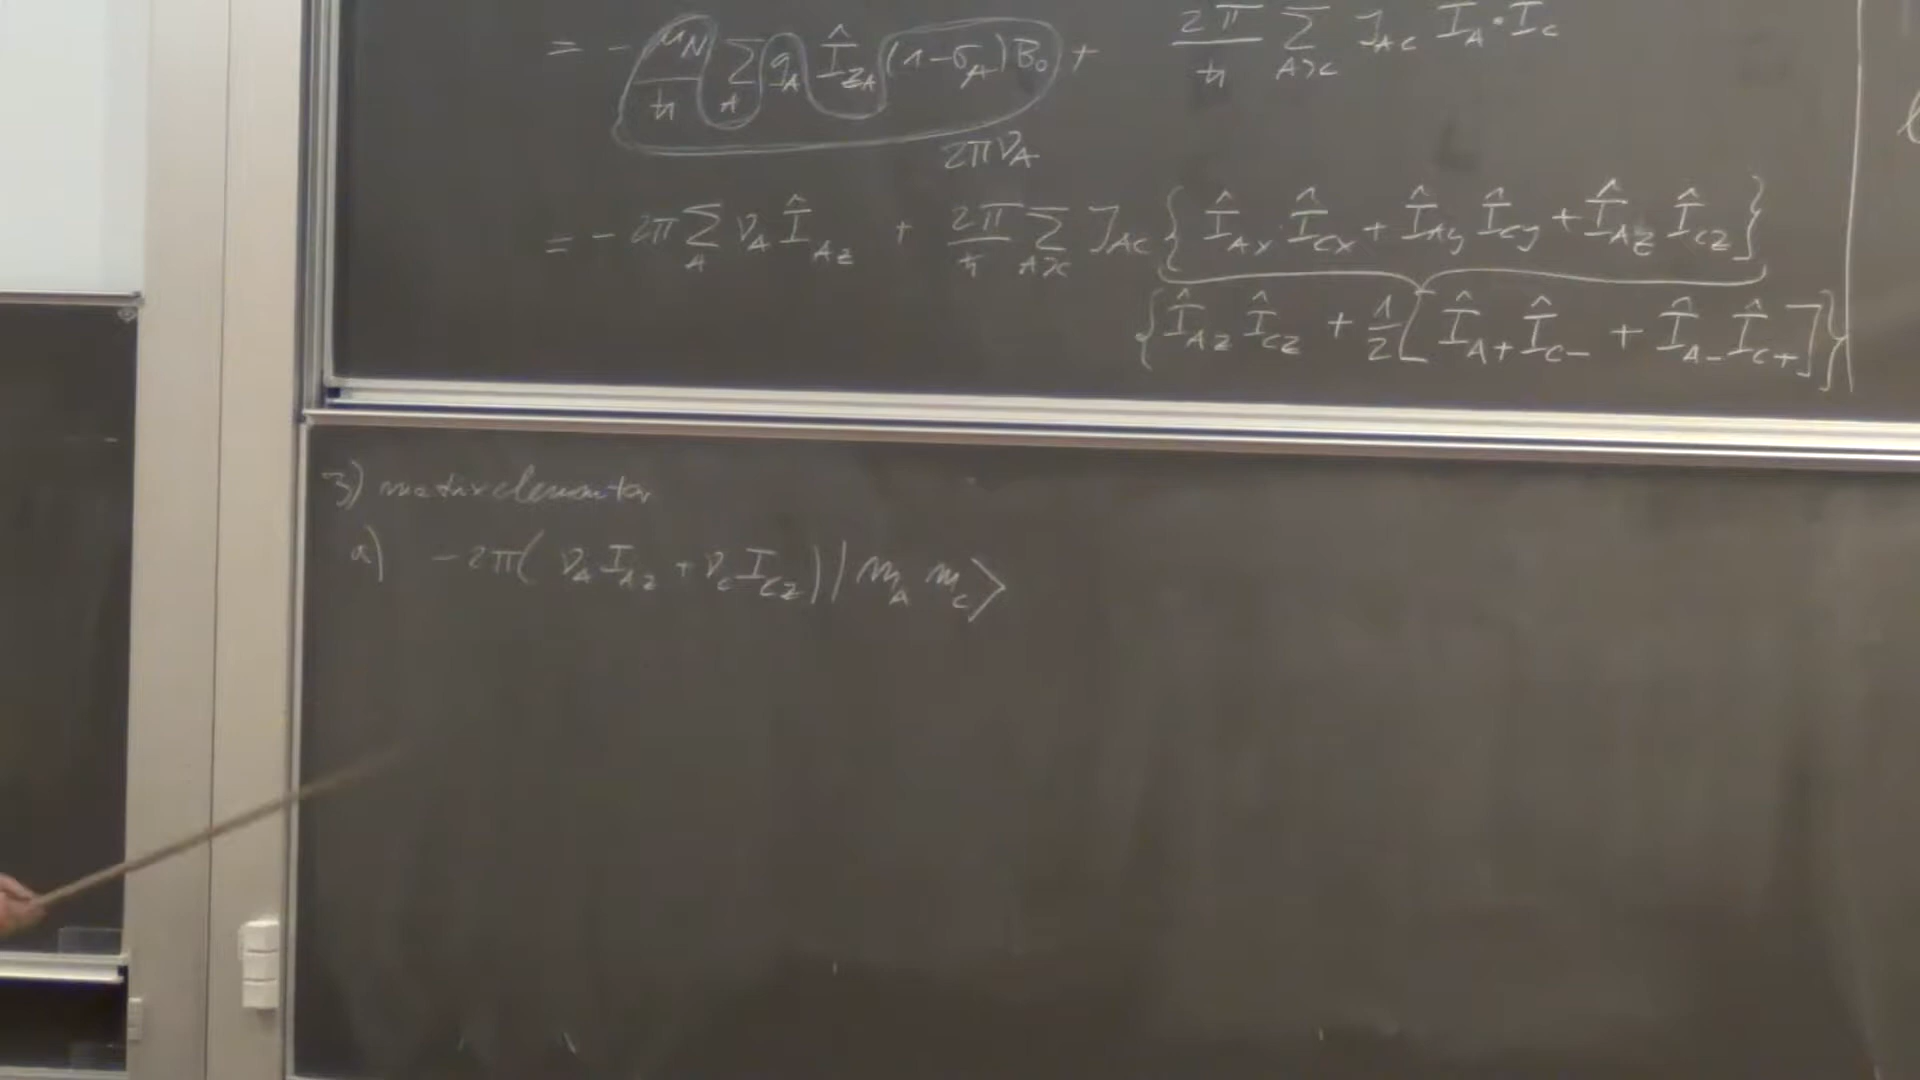 = - μ_N/ħ Σ_A g_A Î_zA (1-σ_A) B_0 + 2π/ħ Σ_{A>C} J_AC I_A · I_C
2πν_A
= - 2π Σ_A ν_A Î_Az + 2π/ħ Σ_{A>C} J_AC { Î_Ax Î_Cx + Î_Ay Î_Cy + Î_Az Î_Cz }
{ Î_Az Î_Cz + 1/2 [ Î_A+ Î_C- + Î_A- Î_C+ ] }
3) matrixelementer
a) -2π( ν_A I_Az + ν_C I_Cz ) | m_A m_C ⟩